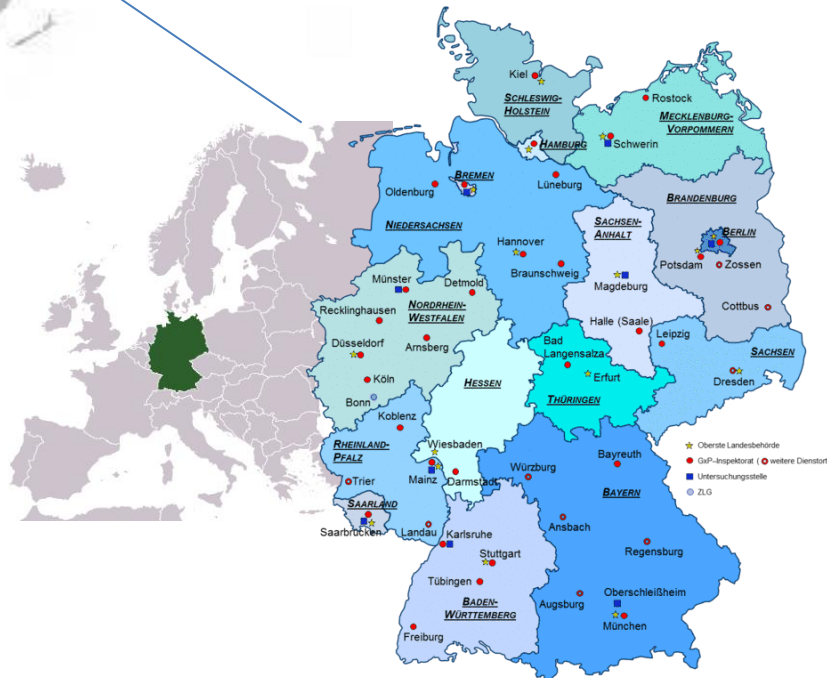 Kiel
SCHLESWIG-
HOLSTEIN
Rostock
MECKLENBURG-
VORPOMMERN
Schwerin
HAMBURG
BREMEN
Oldenburg
Lüneburg
NIEDERSACHSEN
BRANDENBURG
SACHSEN-
ANHALT
BERLIN
Hannover
Braunschweig
Potsdam
Zossen
Magdeburg
Cottbus
Münster
Detmold
NORDRHEIN-
WESTFALEN
Recklinghausen
Düsseldorf
Arnsberg
Köln
Bonn
Halle (Saale)
Leipzig
SACHSEN
Dresden
Bad
Langensalza
Erfurt
THÜRINGEN
HESSEN
Koblenz
RHEINLAND-
PFALZ
Wiesbaden
Mainz
Darmstadt
Trier
SAARLAND
Saarbrücken
Landau
Würzburg
Bayreuth
BAYERN
Ansbach
Regensburg
Karlsruhe
Stuttgart
Tübingen
BADEN-
WÜRTTEMBERG
Freiburg
Augsburg
Oberschleißheim
München
Oberste Landesbehörde
GxP–Inspektorat ( weitere Dienstort
Untersuchungsstelle
ZLG